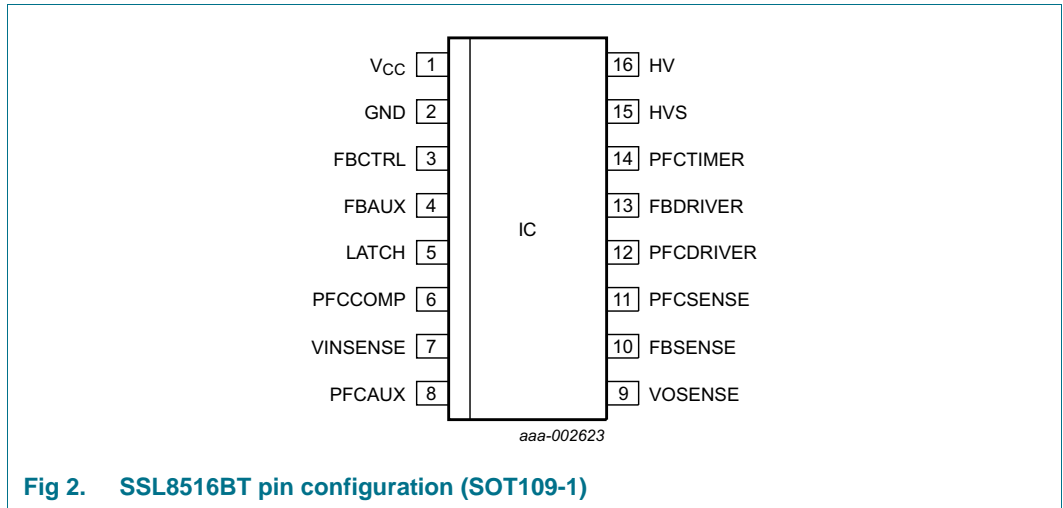 VCC 1 16 HV
GND 2 15 HVS
FBCTRL 3 14 PFCTIMER
FBAUX 4 13 FBDRIVER
IC
LATCH 5 12 PFCDRIVER
PFCCOMP 6 11 PFCSENSE
VINSENSE 7 10 FBSENSE
PFCAUX 8 9 VOSENSE
aaa-002623
Fig 2. SSL8516BT pin configuration (SOT109-1)